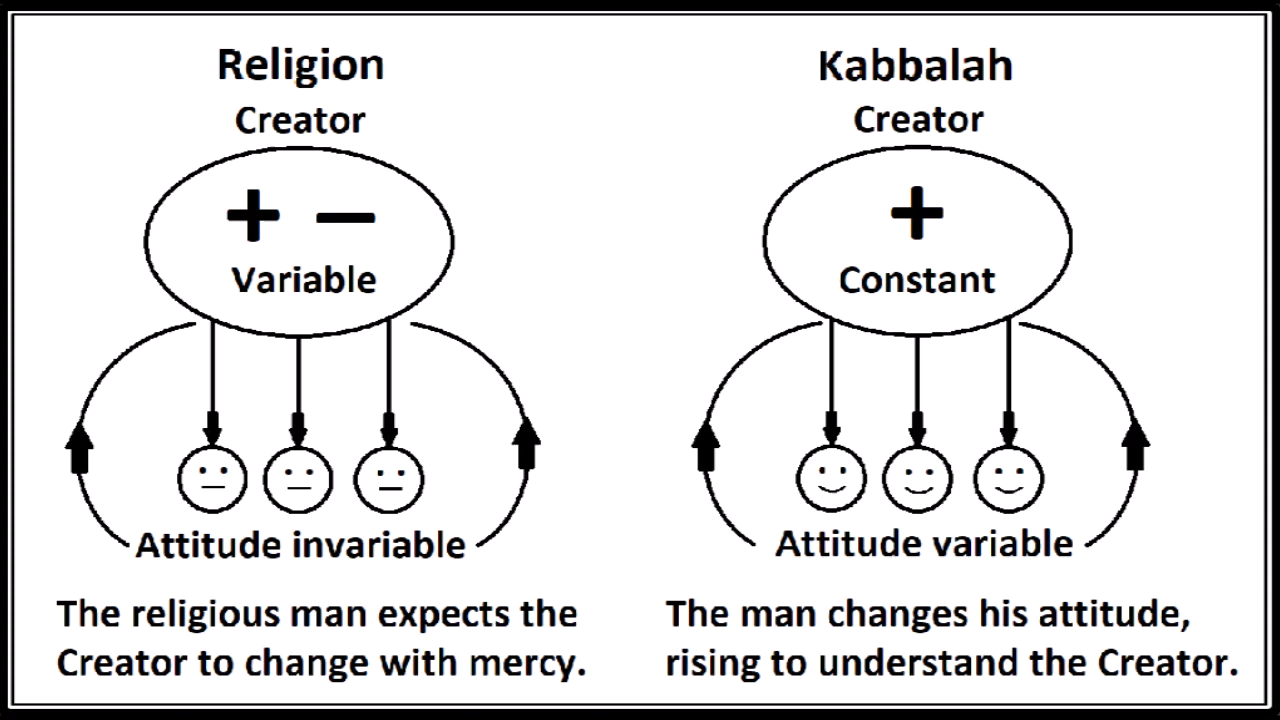 Religion
Creator
+ −
Variable
Attitude invariable
The religious man expects the
Creator to change with mercy.
Kabbalah
Creator
+
Constant
Attitude variable
The man changes his attitude,
rising to understand the Creator.